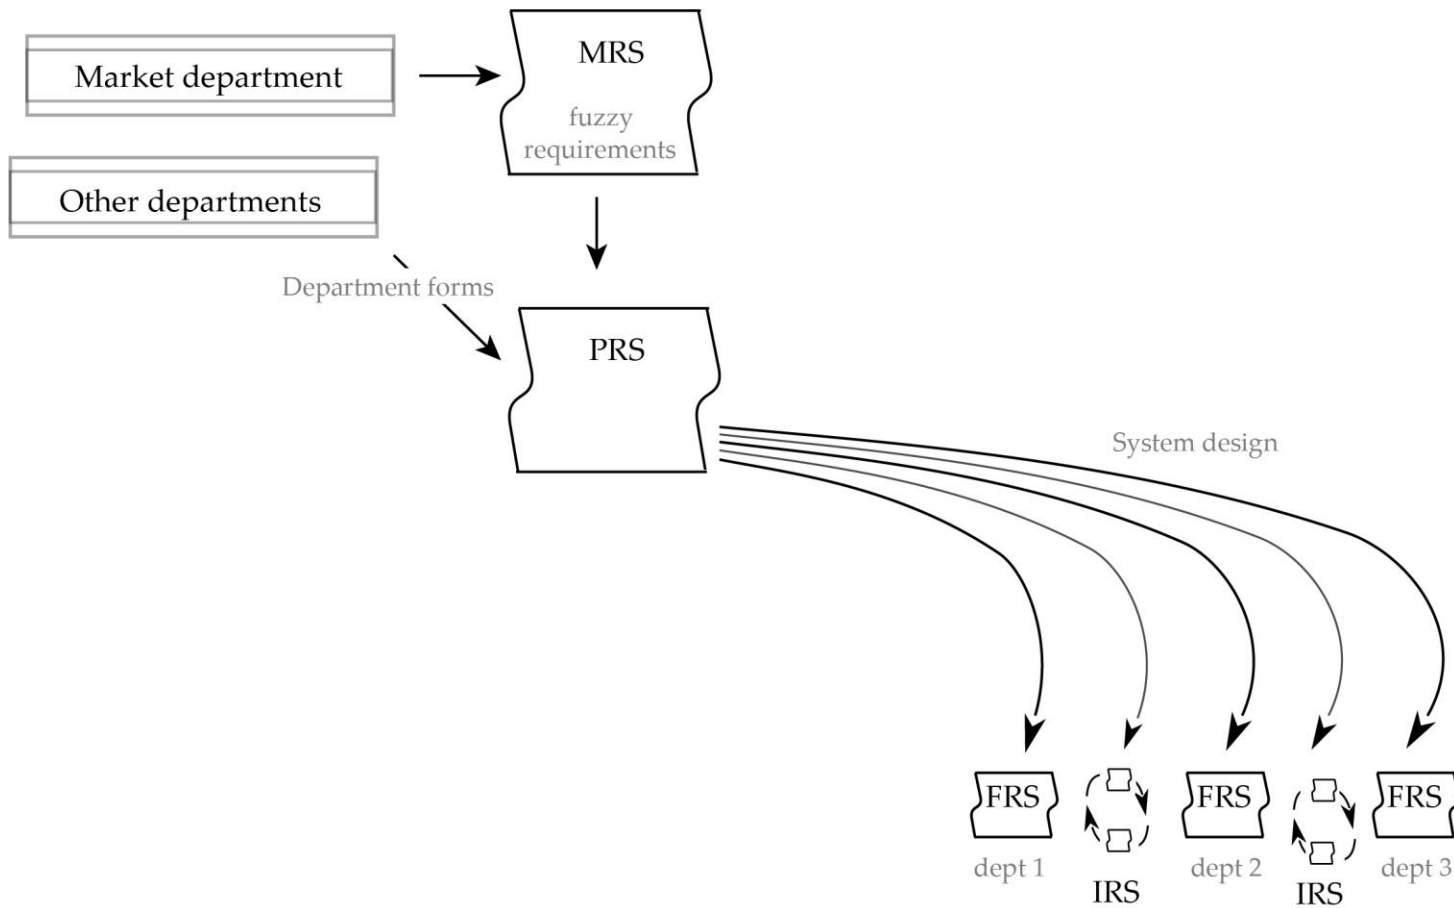 Market department
MRS
fuzzy
requirements
Other departments
Department forms
PRS
System design
FRS
FRS
FRS
dept 1
IRS
dept 2
IRS
dept 3